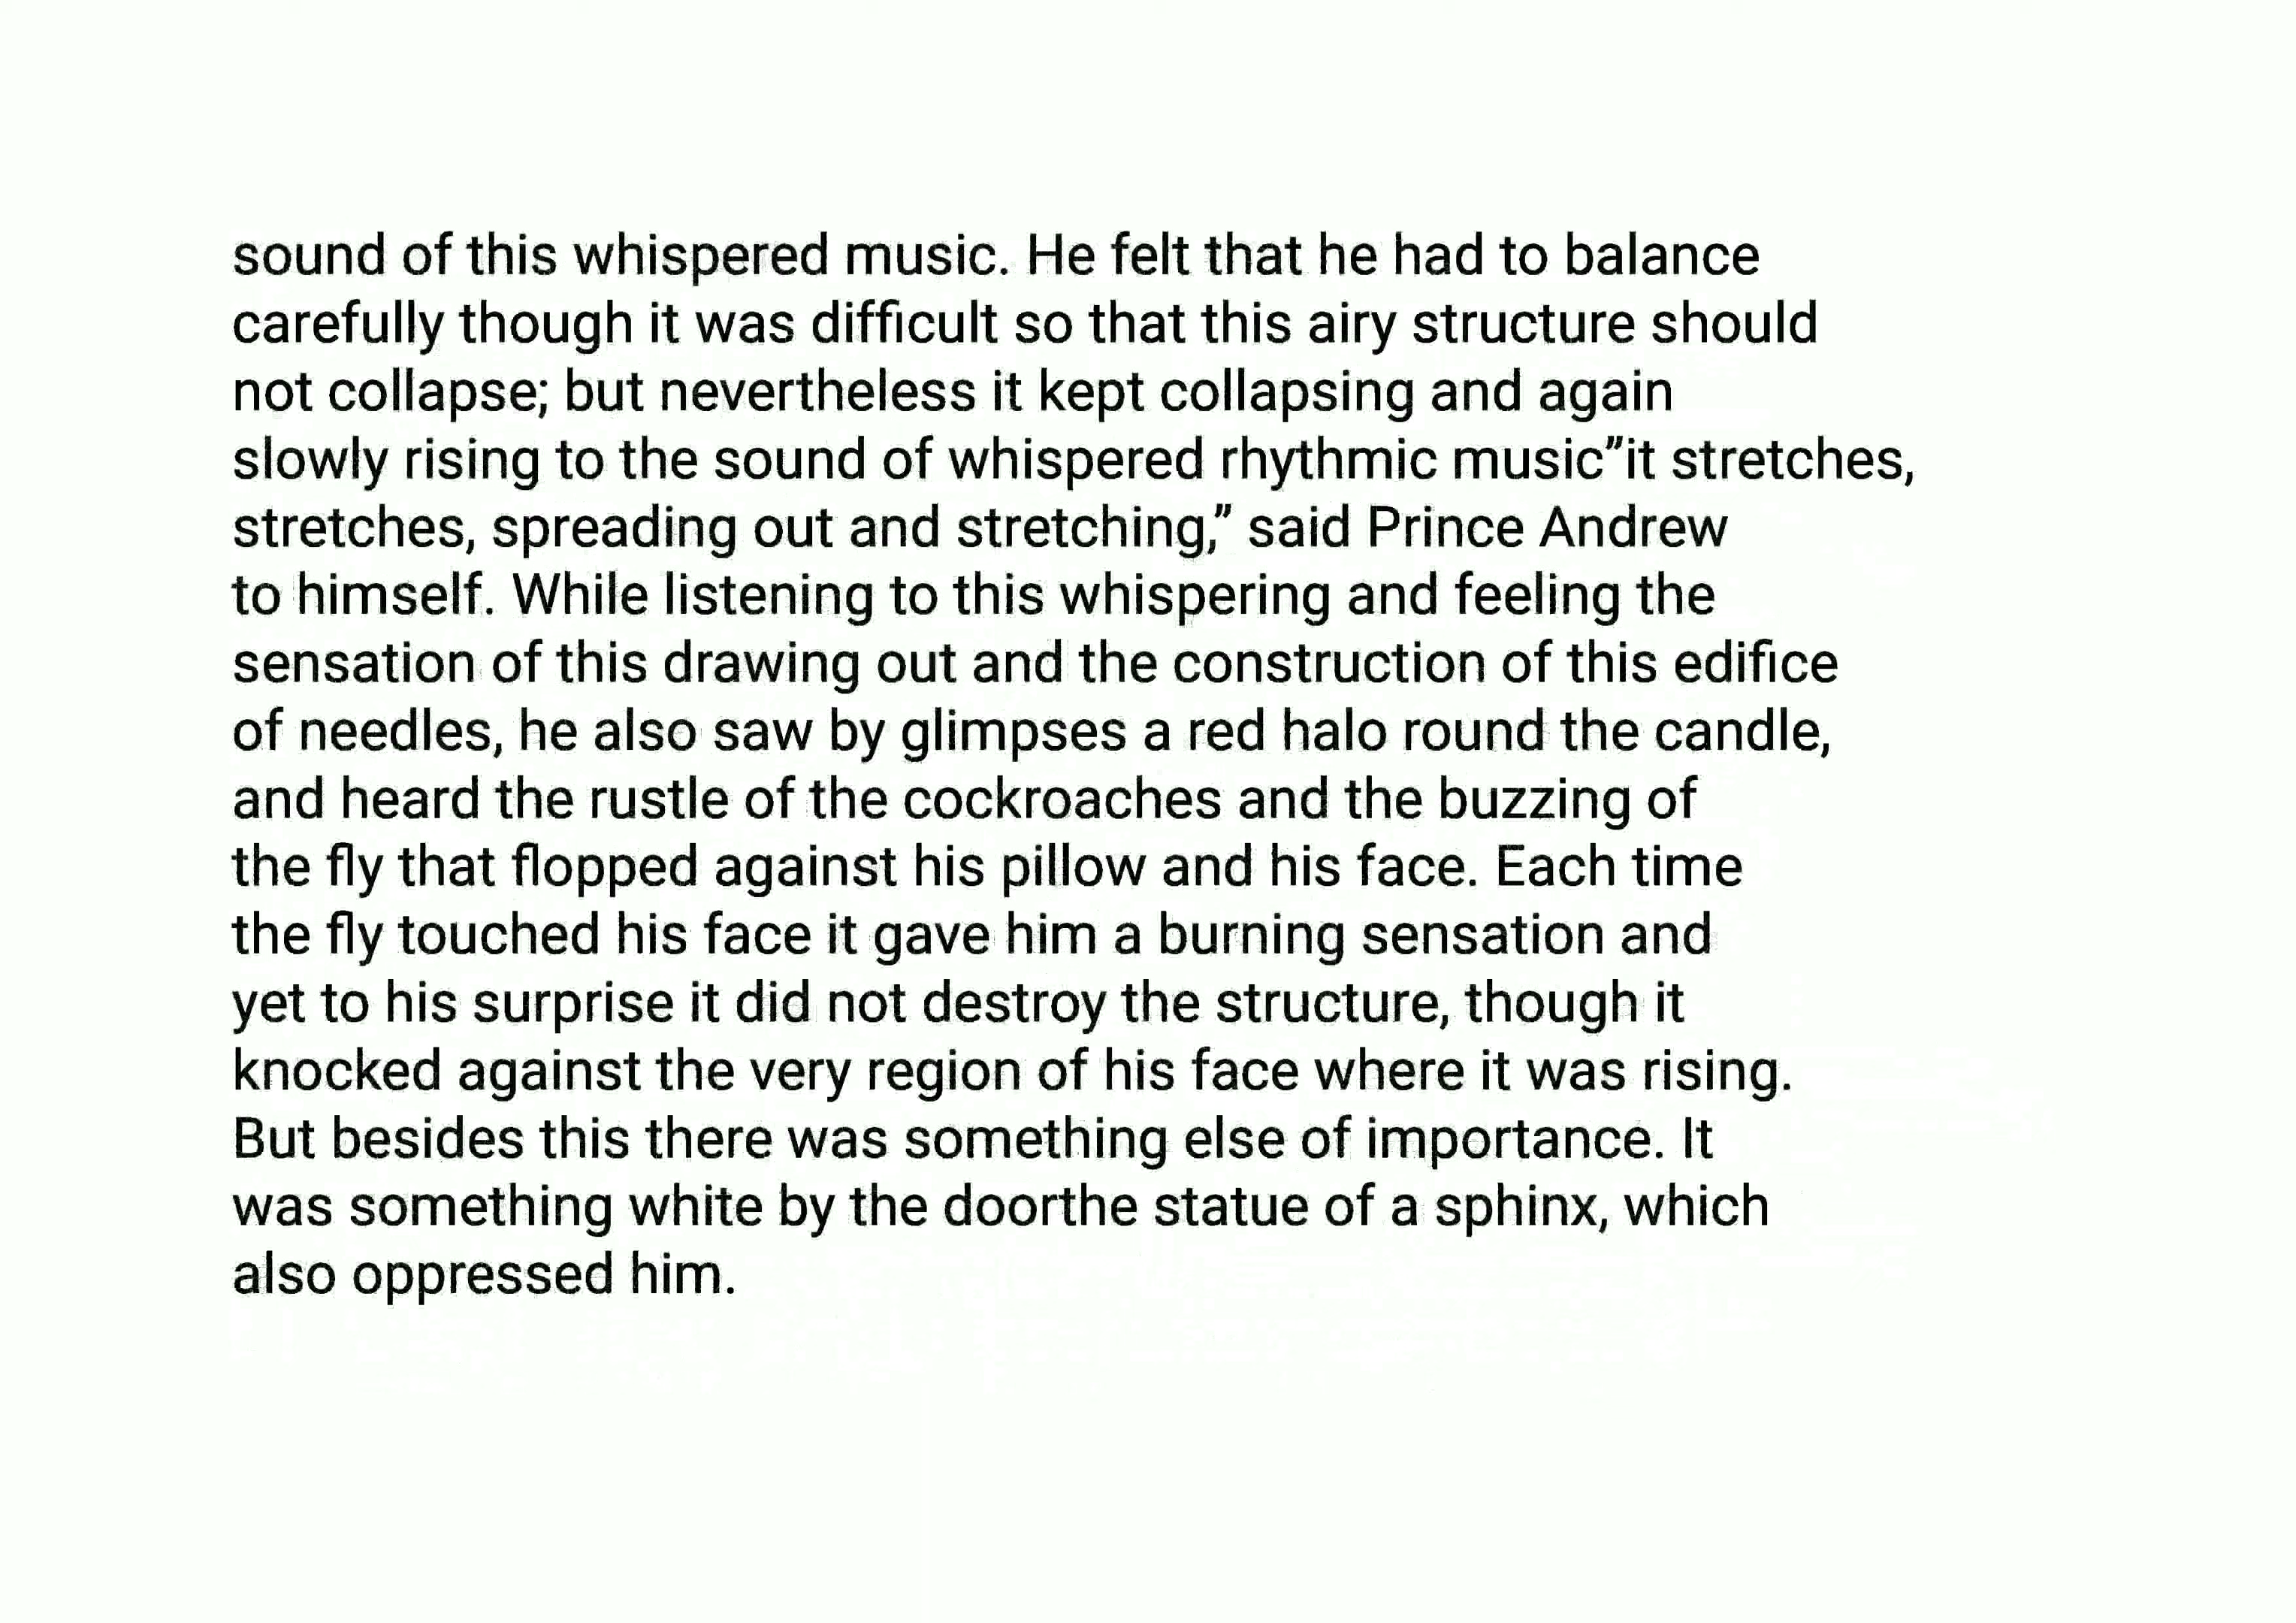 sound of this whispered music. He felt that he had to balance
carefully though it was difficult so that this airy structure should
not collapse; but nevertheless it kept collapsing and again
slowly rising to the sound of whispered rhythmic music”it stretches,
stretches, spreading out and stretching,” said Prince Andrew
to himself. While listening to this whispering and feeling the
sensation of this drawing out and the construction of this edifice
of needles, he also saw by glimpses a red halo round the candle,
and heard the rustle of the cockroaches and the buzzing of
the fly that flopped against his pillow and his face. Each time
the fly touched his face it gave him a burning sensation and
yet to his surprise it did not destroy the structure, though it
knocked against the very region of his face where it was rising.
But besides this there was something else of importance. It
was something white by the doorthe statue of a sphinx, which
also oppressed him.